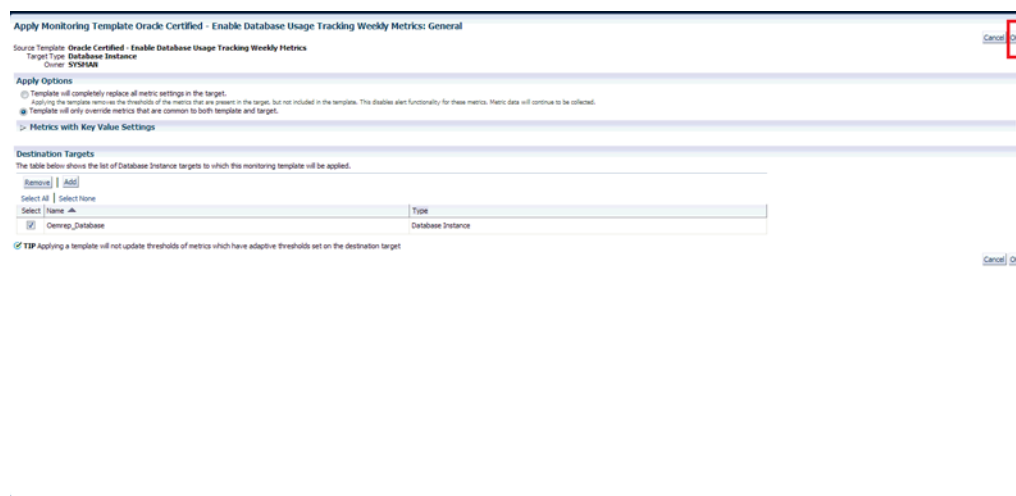 Apply Monitoring Template Oracle Certified - Enable Database Usage Tracking Weekly Metrics: General
Cancel
Source Template Oracle Certified - Enable Database Usage Tracking Weekly Metrics
Target Type Database Instance
Owner SYSMAN
Apply Options
Template will completely replace all metric settings in the target.
Applying the template removes the thresholds of the metrics that are present in the target, but not included in the template. This disables alert functionality for these metrics. Metric data will continue to be collected.
Template will only override metrics that are common to both template and target.
Metrics with Key Value Settings
Destination Targets
The table below shows the list of Database Instance targets to which this monitoring template will be applied.
Remove | Add
Select All | Select None
Select Name Type
Oemrep_Database Database Instance
TIP Applying a template will not update thresholds of metrics which have adaptive thresholds set on the destination target
Cancel